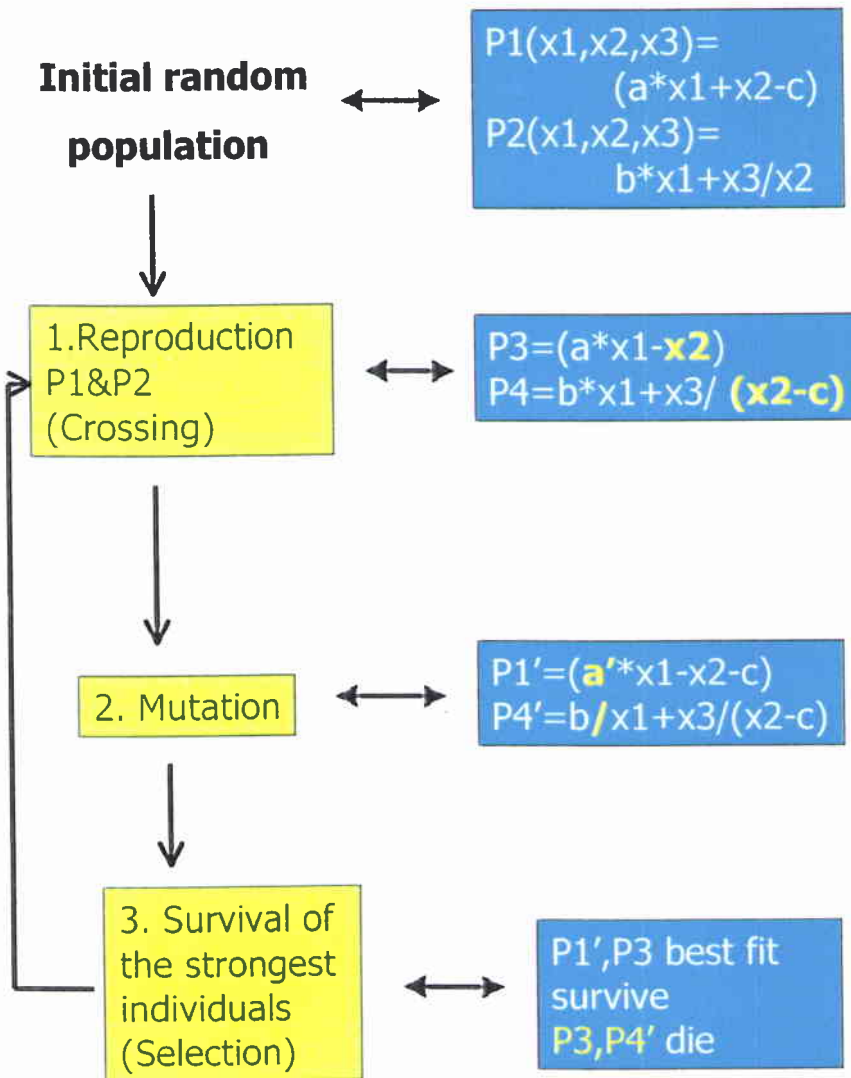 Initial random
population
P1(x1,x2,x3)=
(a*x1+x2-c)
P2(x1,x2,x3)=
b*x1+x3/x2
1.Reproduction
P1&P2
(Crossing)
P3=(a*x1-x2)
P4=b*x1+x3/ (x2-c)
2. Mutation
P1'=(a'*x1-x2-c)
P4'=b/x1+x3/(x2-c)
3. Survival of
the strongest
individuals
(Selection)
P1',P3 best fit
survive
P3,P4' die